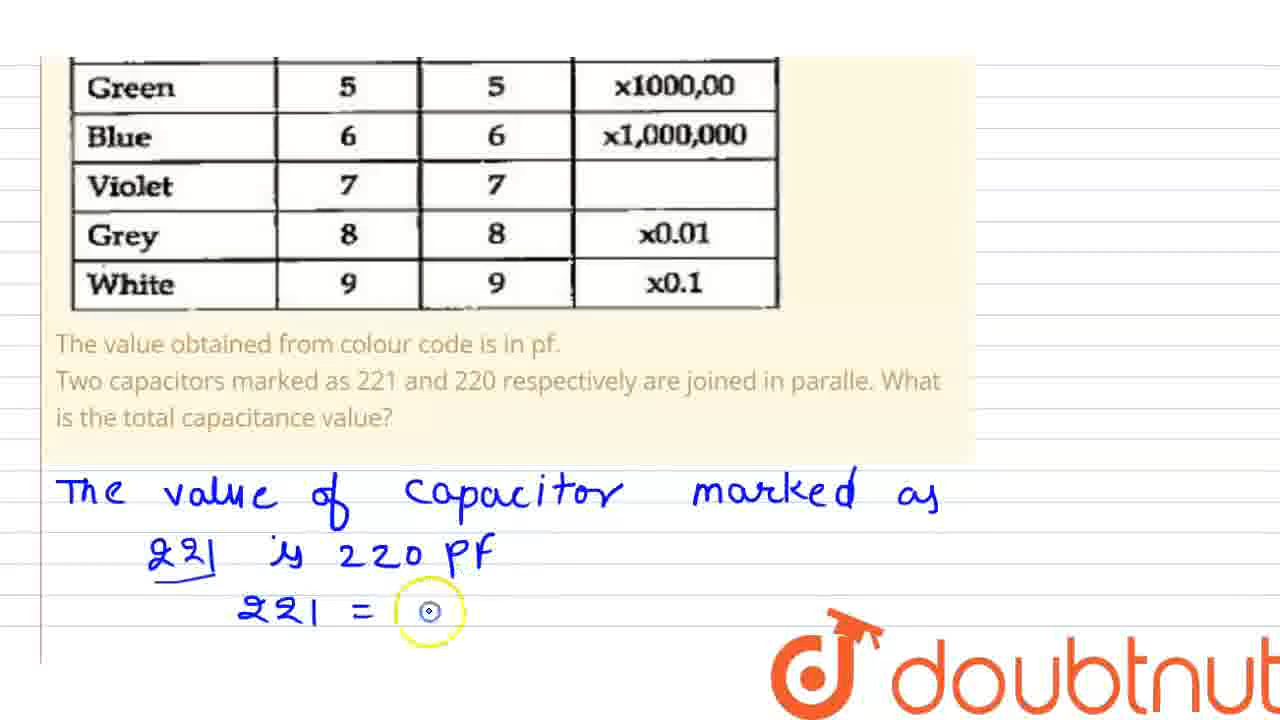 Green 5 5 x1000,00
Blue 6 6 x1,000,000
Violet 7 7
Grey 8 8 x0.01
White 9 9 x0.1
The value obtained from colour code is in pf.
Two capacitors marked as 221 and 220 respectively are joined in paralle. What
is the total capacitance value?
The value of capacitor marked as
221 is 220 PF
221 =
doubtnut